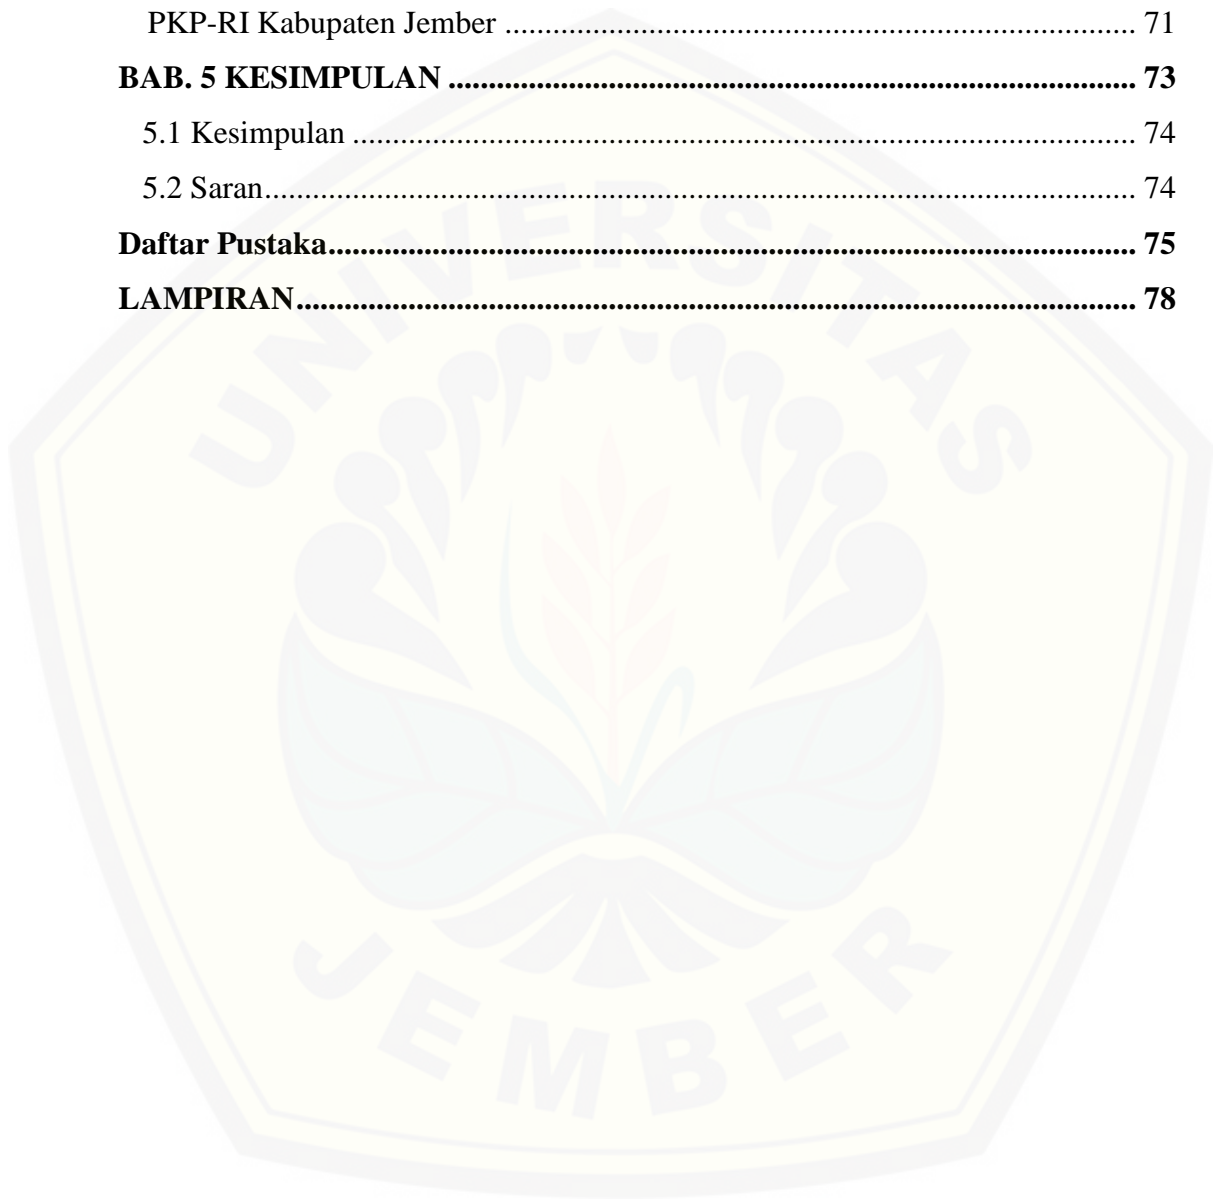 PKP-RI Kabupaten Jember ............................................................................... 71
BAB. 5 KESIMPULAN ...................................................................................... 73
5.1 Kesimpulan .................................................................................................. 74
5.2 Saran............................................................................................................. 74
Daftar Pustaka..................................................................................................... 75
LAMPIRAN......................................................................................................... 78
UNIVERSITAS
JEMBER